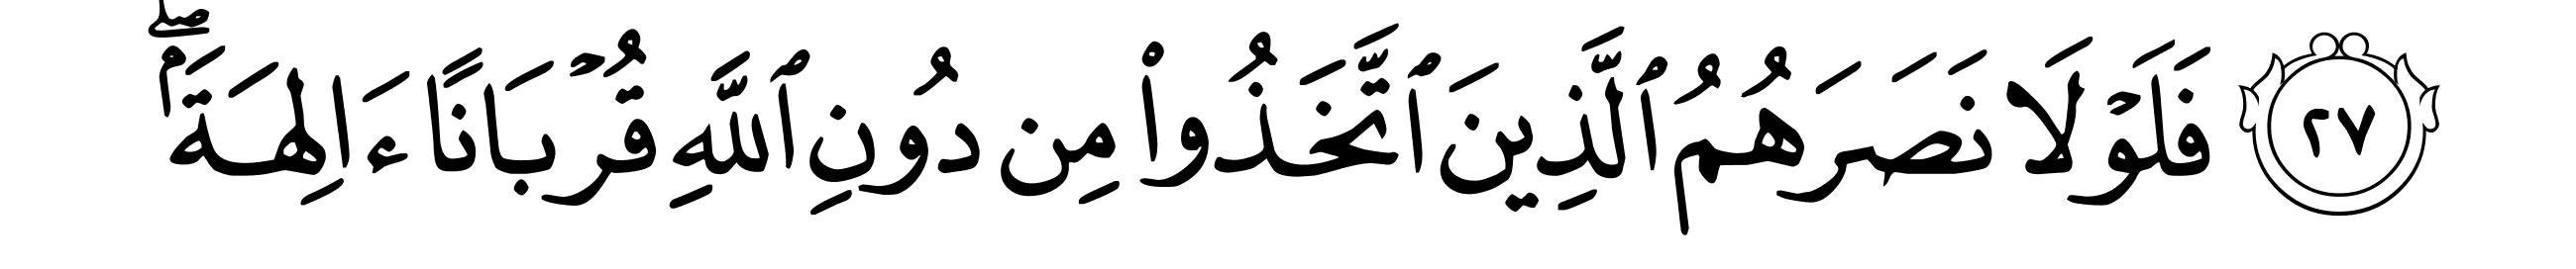 ٢٧ فَلَوۡلَا نَصَرَهُمُ ٱلَّذِينَ ٱتَّخَذُواْ مِن دُونِ ٱللَّهِ قُرۡبَانًا ءَالِهَةَۢۖ